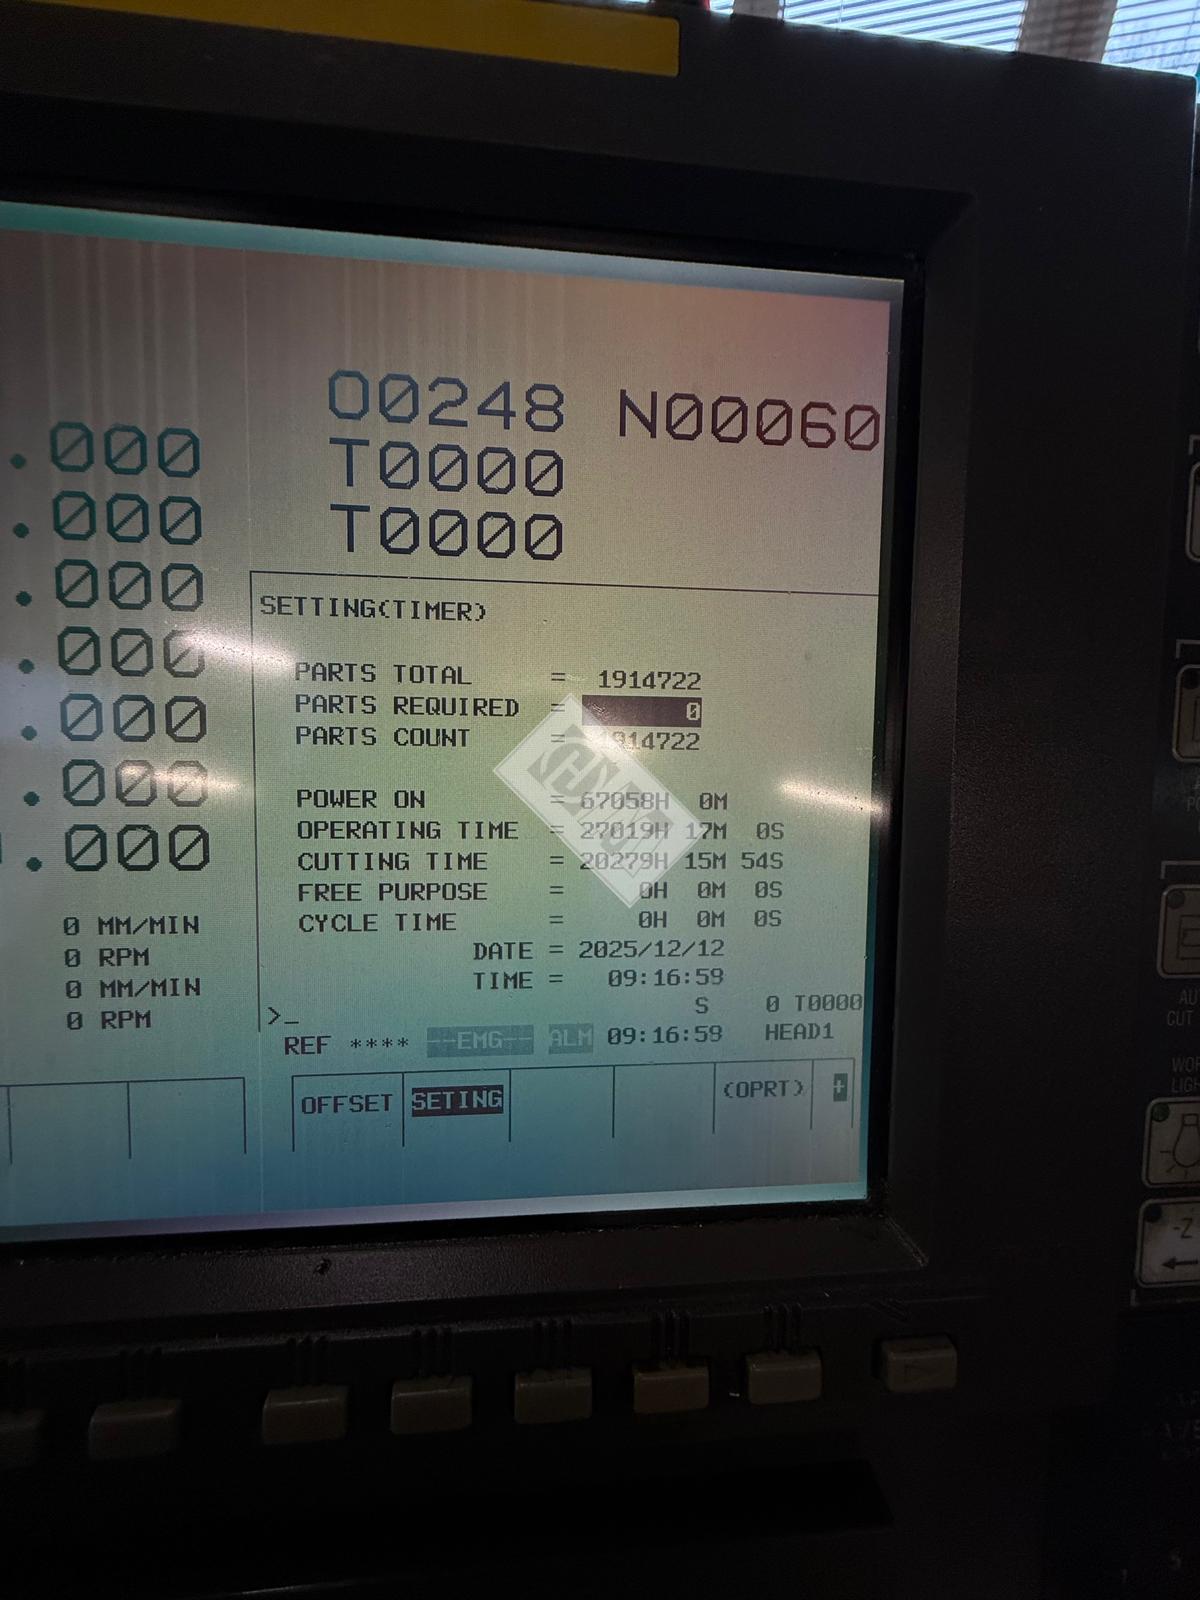 O0248 N00060
.000 T0000
.000 T0000
.000
.000
.000
.000
.000
SETTING(TIMER)
PARTS TOTAL = 1914722
PARTS REQUIRED = 0
PARTS COUNT = 1914722
POWER ON = 67058H 0M
OPERATING TIME = 27019H 17M 0S
CUTTING TIME = 20279H 15M 54S
FREE PURPOSE = 0H 0M 0S
CYCLE TIME = 0H 0M 0S
0 MM/MIN
0 RPM
0 MM/MIN
0 RPM
DATE = 2025/12/12
TIME = 09:16:59
S 0 T0000
>_
REF **** --EMG-- ALM 09:16:59 HEAD1
OFFSET SETING (OPRT) +
AU
CUT
WOR
LIG
-Z